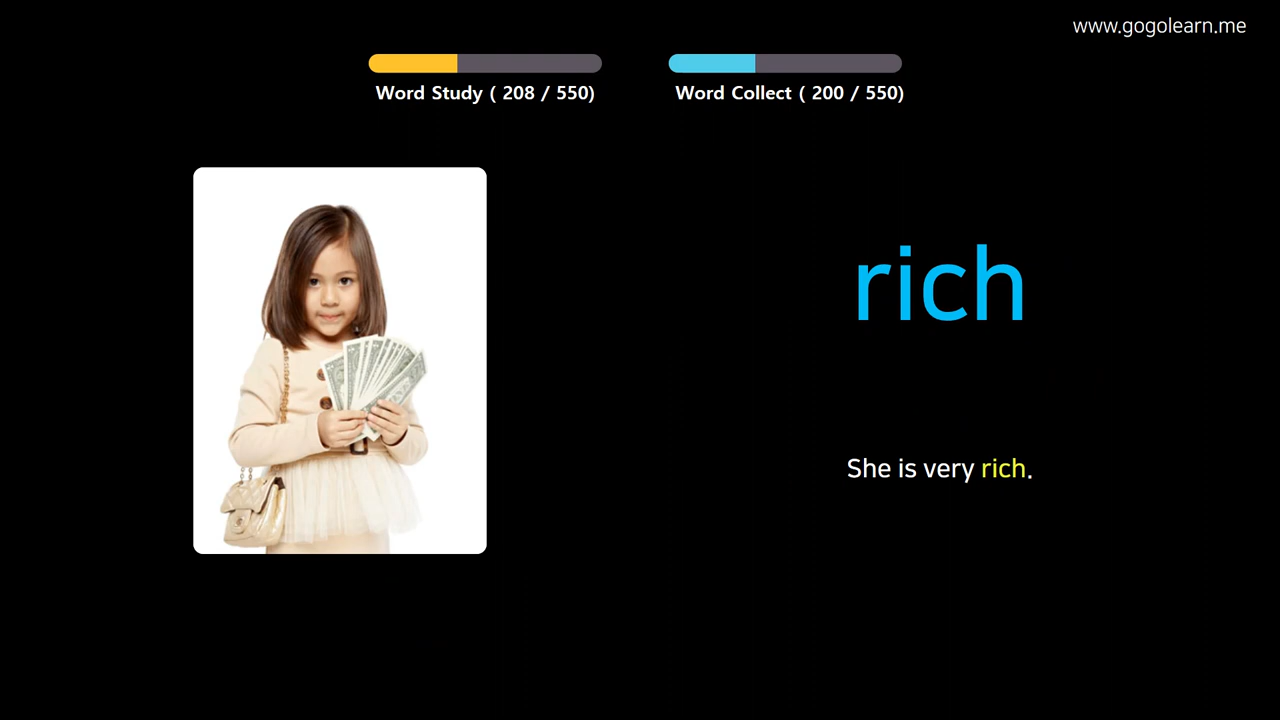 www.gogolearn.me
Word Study ( 208 / 550)
Word Collect ( 200 / 550)
rich
She is very rich.